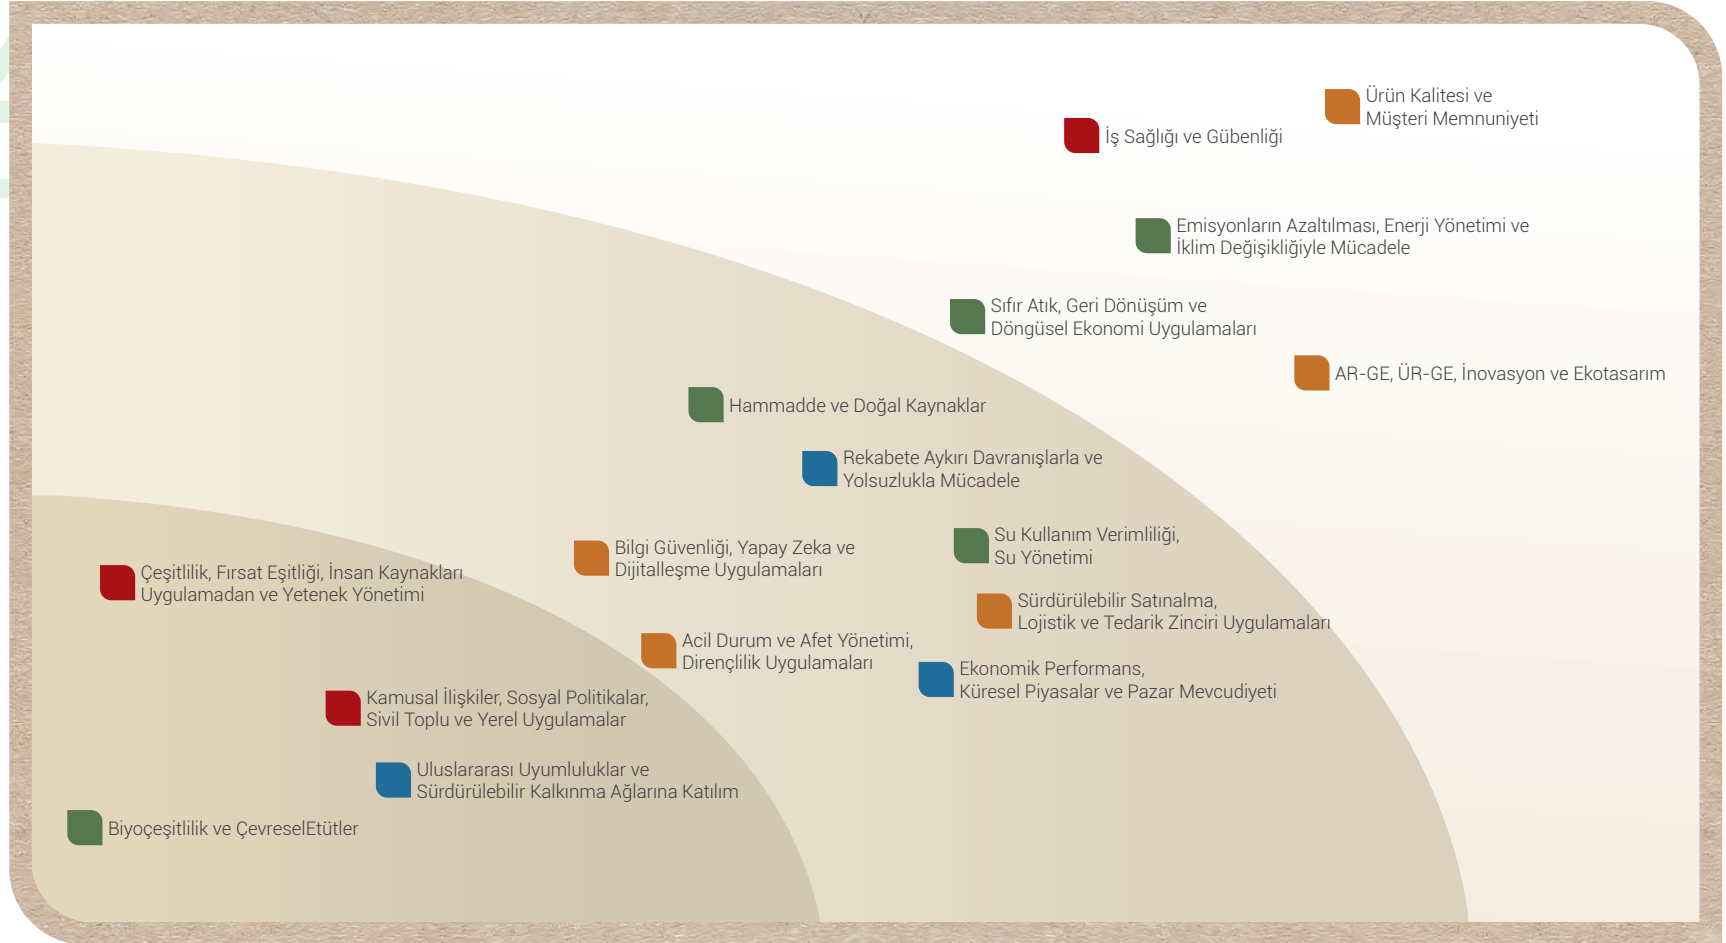 Ürün Kalitesi ve
Müşteri Memnuniyeti
İş Sağlığı ve Gübenliği
Emisyonların Azaltılması, Enerji Yönetimi ve
İklim Değişikliğiyle Mücadele
Sıfır Atık, Geri Dönüşüm ve
Döngüsel Ekonomi Uygulamaları
AR-GE, ÜR-GE, İnovasyon ve Ekotasarım
Hammadde ve Doğal Kaynaklar
Rekabete Aykırı Davranışlarla ve
Yolsuzlukla Mücadele
Su Kullanım Verimliliği,
Su Yönetimi
Bilgi Güvenliği, Yapay Zeka ve
Dijitalleşme Uygulamaları
Çeşitlilik, Fırsat Eşitliği, İnsan Kaynakları
Uygulamadan ve Yetenek Yönetimi
Sürdürülebilir Satınalma,
Lojistik ve Tedarik Zinciri Uygulamaları
Acil Durum ve Afet Yönetimi,
Dirençlilik Uygulamaları
Ekonomik Performans,
Küresel Piyasalar ve Pazar Mevcudiyeti
Kamusal İlişkiler, Sosyal Politikalar,
Sivil Toplu ve Yerel Uygulamalar
Uluslararası Uyumluluklar ve
Sürdürülebilir Kalkınma Ağlarına Katılım
Biyoçeşitlilik ve ÇevreselEtütler